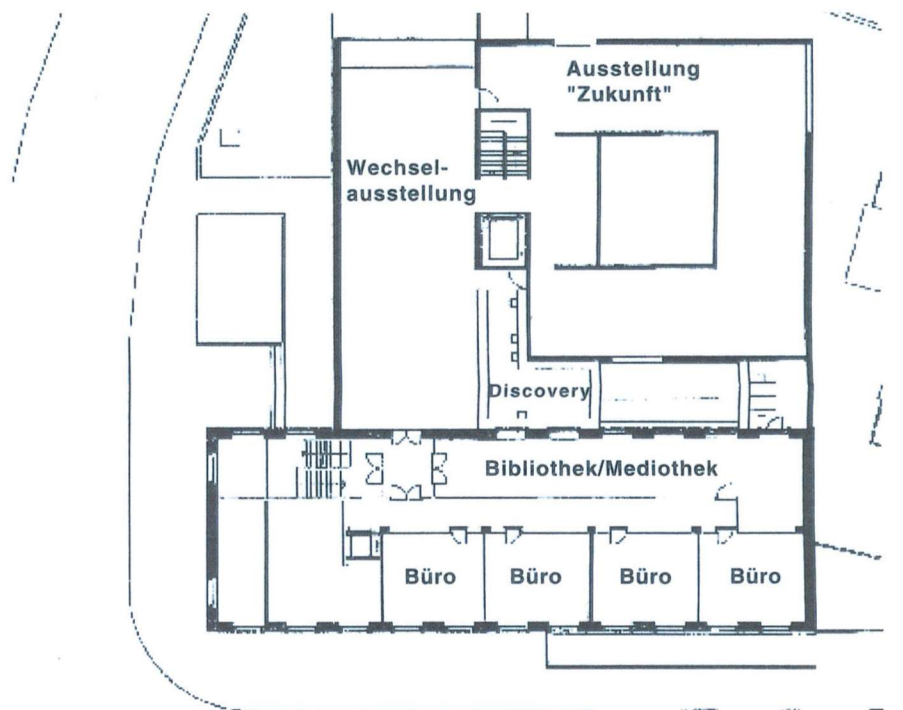 Ausstellung
"Zukunft"
Wechsel-
ausstellung
Discovery
Bibliothek/Mediothek
Büro
Büro
Büro
Büro